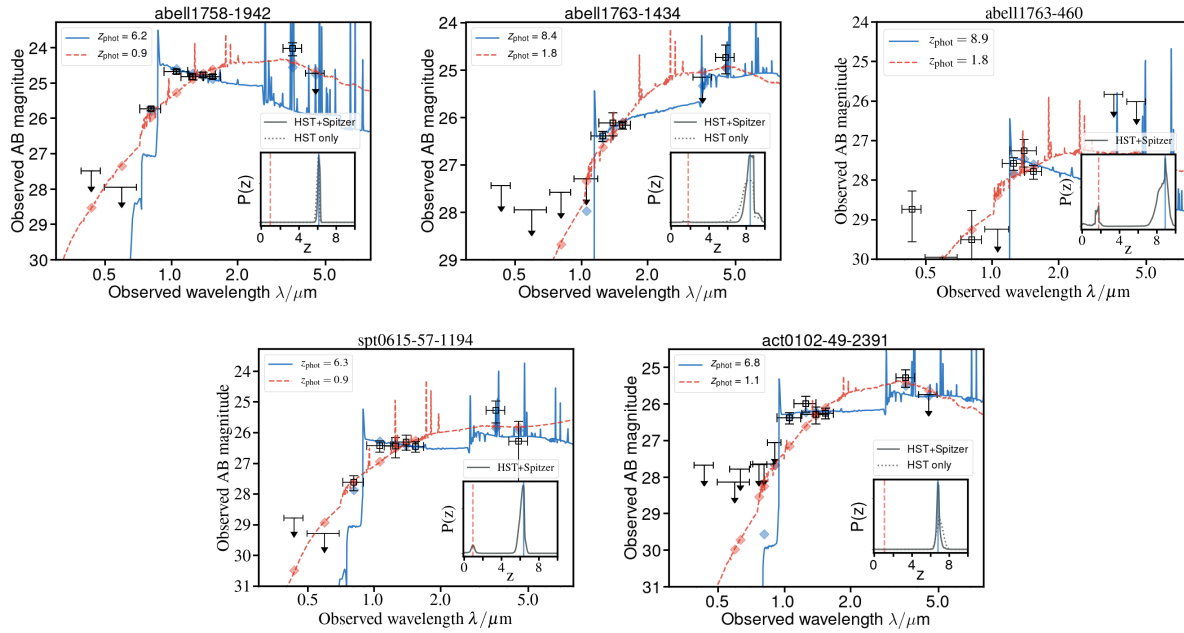 abell1758-1942
z_phot = 6.2
z_phot = 0.9
HST+Spitzer
HST only
P(z)
0 10
z
24
25
26
27
28
29
30
0.5 1.0 2.0 5.0
Observed AB magnitude
Observed wavelength λ/μm
abell1763-1434
z_phot = 8.4
z_phot = 1.8
HST+Spitzer
HST only
P(z)
0 10
z
24
25
26
27
28
29
0.5 1.0 2.0 5.0
Observed AB magnitude
Observed wavelength λ/μm
abell1763-460
z_phot = 8.9
z_phot = 1.8
HST+Spitzer
P(z)
0 10
z
24
25
26
27
28
29
30
0.5 1.0 2.0 5.0
Observed AB magnitude
Observed wavelength λ/μm
spt0615-57-1194
z_phot = 6.3
z_phot = 0.9
HST+Spitzer
P(z)
0 4 6 10
z
24
25
26
27
28
29
30
31
0.5 1.0 2.0 5.0
Observed AB magnitude
Observed wavelength λ/μm
act0102-49-2391
z_phot = 6.8
z_phot = 1.1
HST+Spitzer
HST only
P(z)
0 2 4 6 10
z
25
26
27
28
29
30
31
0.5 1.0 2.0 5.0
Observed AB magnitude
Observed wavelength λ/μm